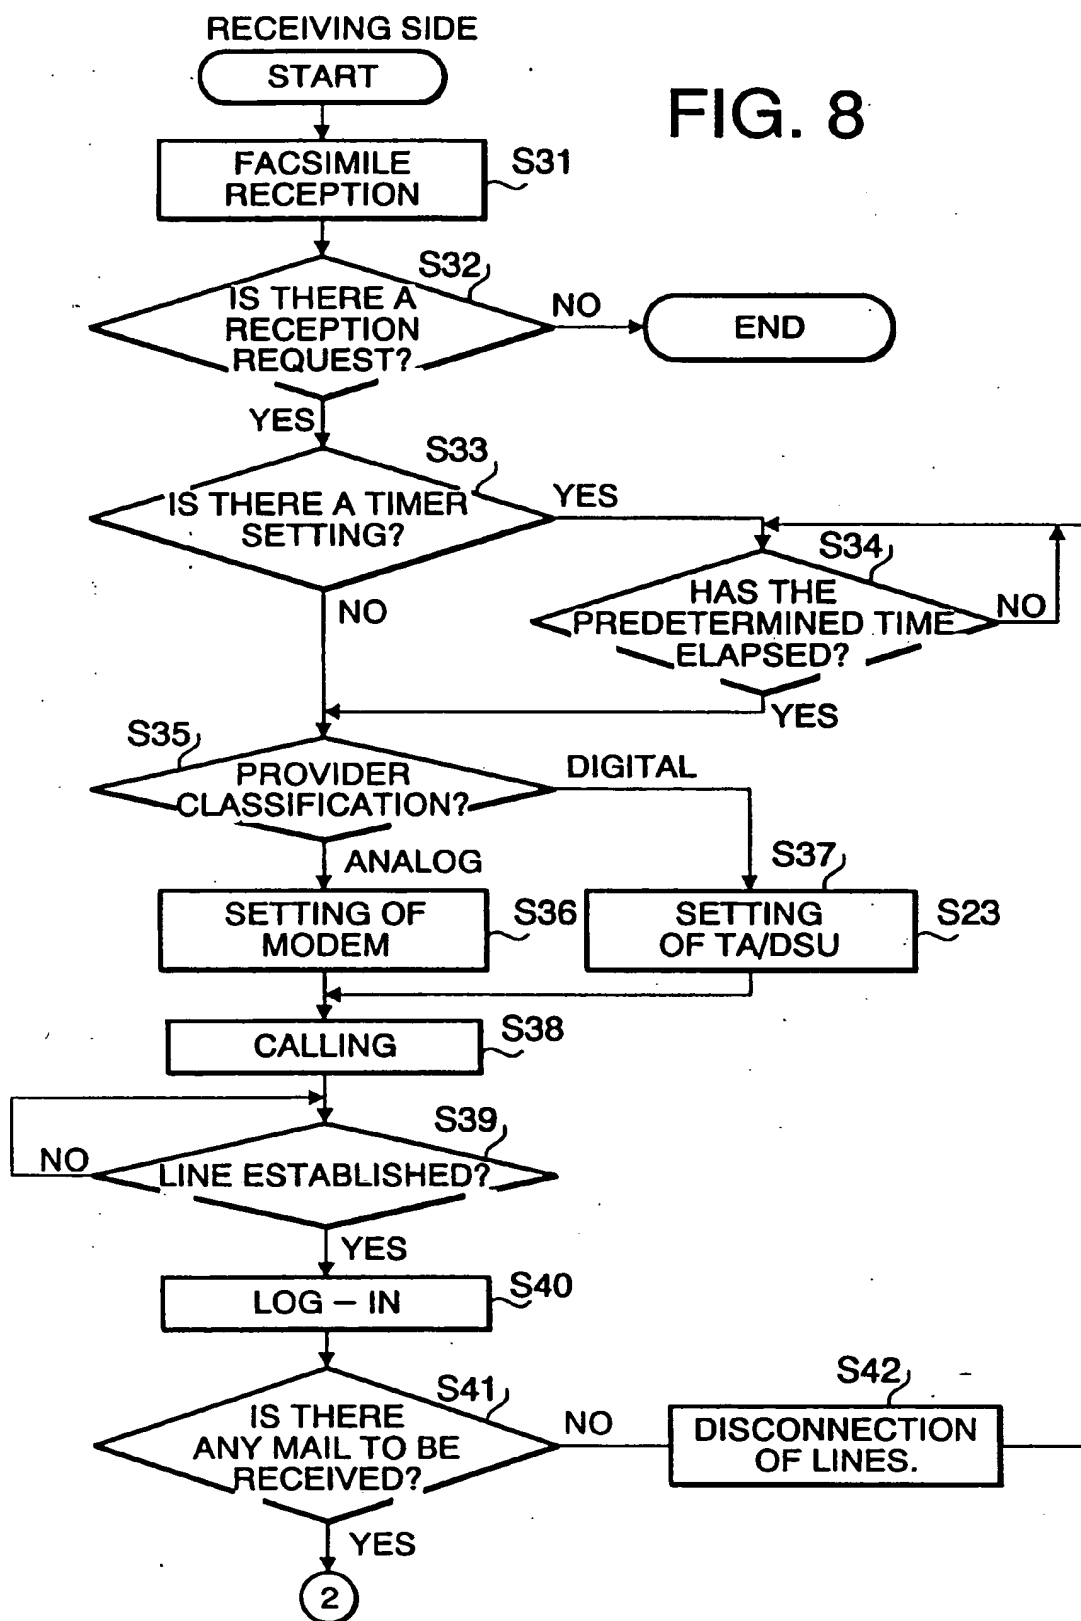 RECEIVING SIDE
START
FIG. 8
FACSIMILE
RECEPTION
S31
S32
IS THERE A
RECEPTION
REQUEST?
NO
END
YES
S33
IS THERE A TIMER
SETTING?
YES
NO
S34
HAS THE
PREDETERMINED TIME
ELAPSED?
NO
YES
S35
PROVIDER
CLASSIFICATION?
DIGITAL
ANALOG
SETTING OF
MODEM
S36
S37
SETTING
OF TA/DSU
S23
CALLING
S38
S39
LINE ESTABLISHED?
NO
YES
LOG – IN
S40
S41
IS THERE
ANY MAIL TO BE
RECEIVED?
NO
S42
DISCONNECTION
OF LINES.
YES
2